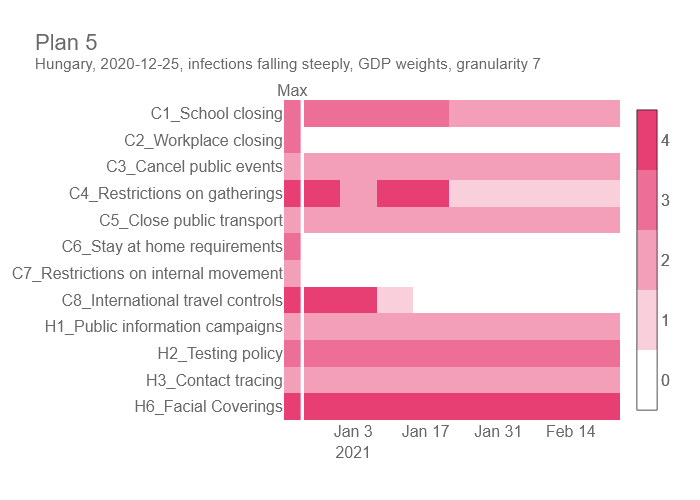 Plan 5
Hungary, 2020-12-25, infections falling steeply, GDP weights, granularity 7
Max
C1_School closing
C2_Workplace closing
C3_Cancel public events
C4_Restrictions on gatherings
C5_Close public transport
C6_Stay at home requirements
C7_Restrictions on internal movement
C8_International travel controls
H1_Public information campaigns
H2_Testing policy
H3_Contact tracing
H6_Facial Coverings
Jan 3 Jan 17 Jan 31 Feb 14
2021
4
3
2
1
0